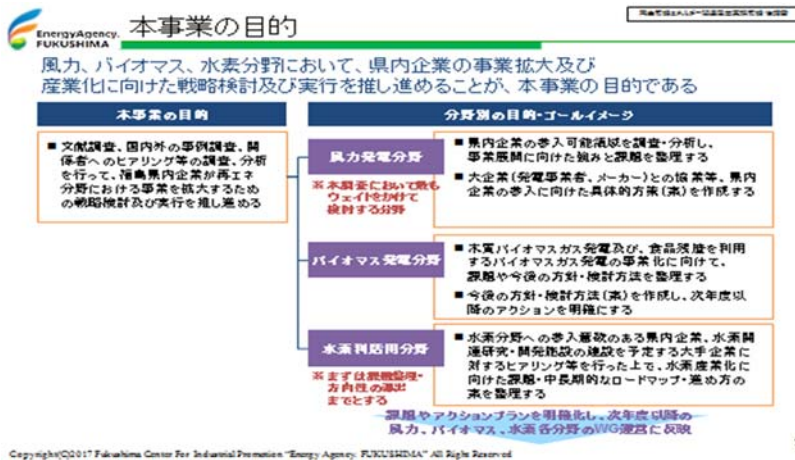 EnergyAgency.
FUKUSHIMA
本事業の目的
風力、バイオマス、水素分野において、県内企業の事業拡大及び
産業化に向けた戦略検討及び実行を推し進めることが、本事業の目的である
本事業の目的
■ 文献調査、国内外の事例調査、関
係者へのヒアリング等の調査、分析
を行って、福島県内企業が再エネ
分野における事業を拡大するため
の戦略検討及び実行を推し進める
分野別の目的・ゴールイメージ
風力発電分野
※本調査において最も
ウェイトをかけて
検討する分野
■ 県内企業の参入可能領域を調査・分析し、
事業展開に向けた強みと課題を整理する
■ 大企業(発電事業者、メーカー)との協業等、県内
企業の参入に向けた具体的方策(案)を作成する
バイオマス発電分野
■ 木質バイオマスガス発電及び、食品残渣を利用
するバイオマスガス発電の事業化に向けて、
課題や今後の方針・検討方法を整理する
■ 今後の方針・検討方法(案)を作成し、次年度以
降のアクションを明確にする
水素利活用分野
※まずは課題整理・
方向性の導出
までとする
■ 水素分野への参入意欲のある県内企業、水素関
連研究・開発施設の建設を予定する大手企業に
対するヒアリング等を行った上で、水素産業化に
向けた課題・中長期的なロードマップ・進め方の
案を整理する
課題やアクションプランを明確化し、次年度以降の
風力、バイオマス、水素各分野のWG運営に反映
Copyright(C)2017 Fukushima Center For Industrial Promotion "Energy Agency. FUKUSHIMA" All Right Reserved